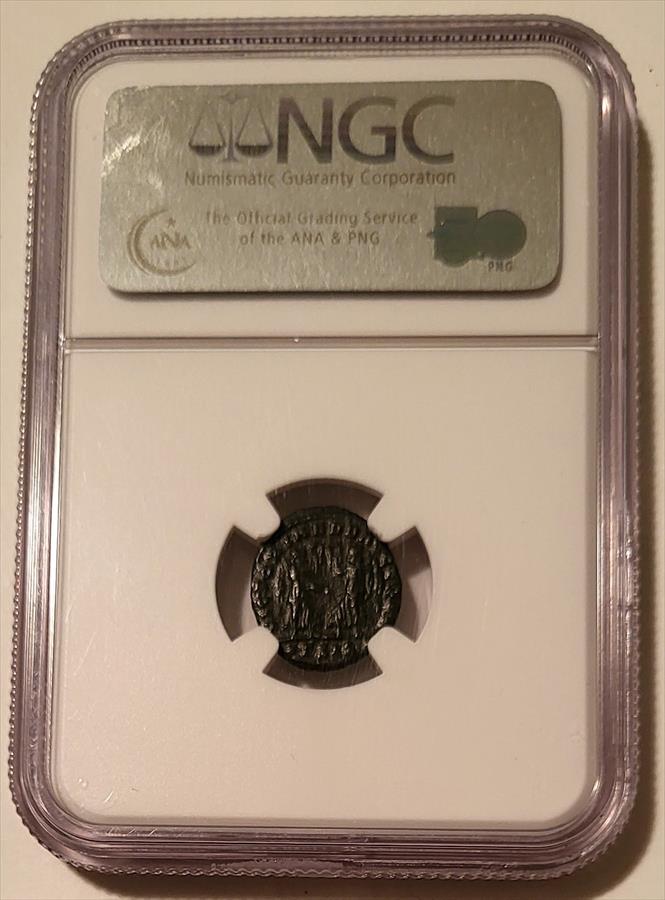 NGC
Numismatic Guaranty Corporation
The Official Grading Service
of the ANA & PNG
ANA
PNG